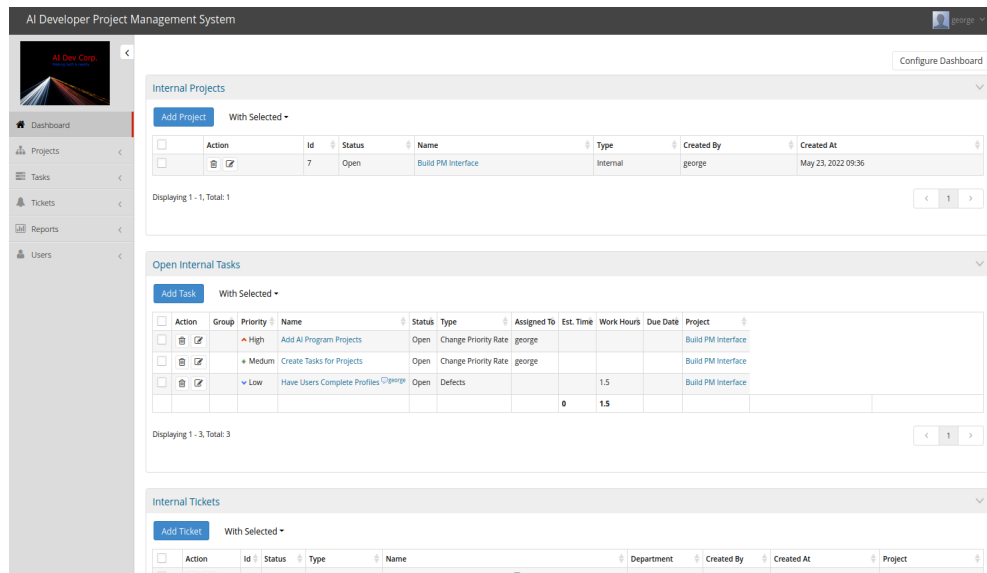 AI Developer Project Management System
george
AI Dev Corp.
Configure Dashboard
Dashboard
Projects
Tasks
Tickets
Reports
Users
Internal Projects
Add Project With Selected
Action Id Status Name Type Created By Created At
7 Open Build PM Interface Internal george May 23, 2022 09:36
Displaying 1 - 1, Total: 1
< 1 >
Open Internal Tasks
Add Task With Selected
Action Group Priority Name Status Type Assigned To Est. Time Work Hours Due Date Project
High Add AI Program Projects Open Change Priority Rate george Build PM Interface
Medum Create Tasks for Projects Open Change Priority Rate george Build PM Interface
Low Have Users Complete Profiles george Open Defects 1.5 Build PM Interface
0 1.5
Displaying 1 - 3, Total: 3
< 1 >
Internal Tickets
Add Ticket With Selected
Action Id Status Type Name Department Created By Created At Project